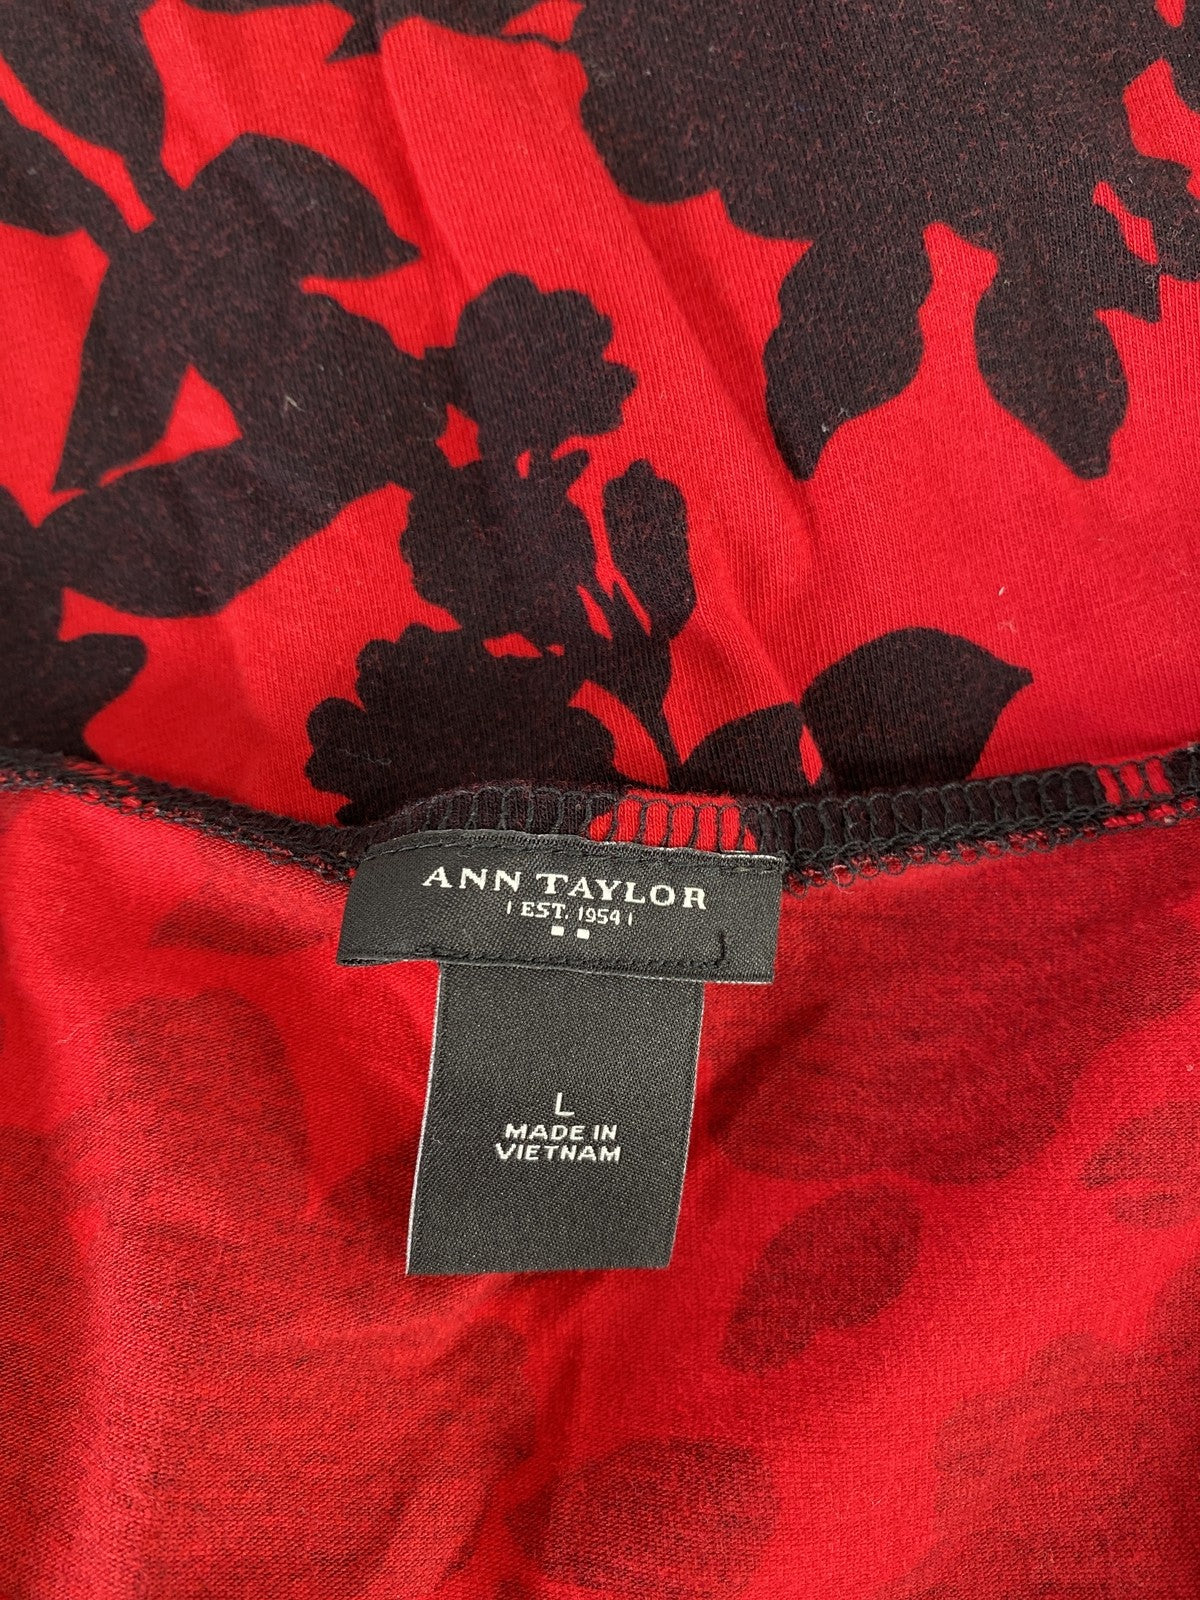 ANN TAYLOR
| EST. 1954 |
L
MADE IN
VIETNAM